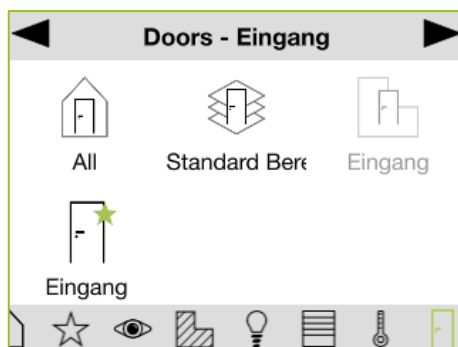 Doors - Eingang
All
Standard Bere
Eingang
Eingang